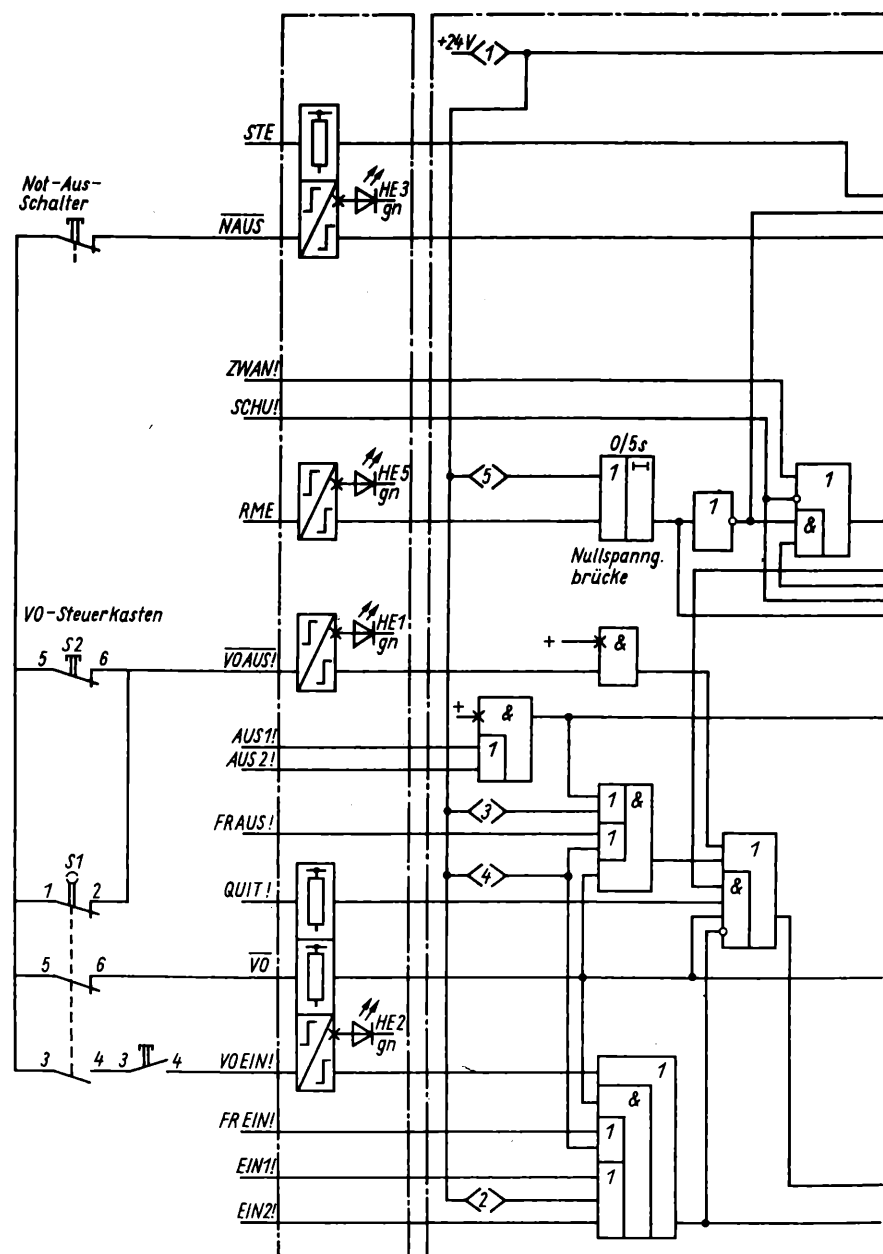 +24V
1
STE
Not-Aus-
Schalter
HE3
gn
NAUS
ZWAN!
SCHU!
0/5s
5
1
HE5
gn
1
1
RME
&
Nullspanng.
brücke
VO-Steuerkasten
HE1
gn
S2
5
6
VOAUS!
+
&
+
&
AUS1!
1
AUS2!
3
1
&
FRAUS!
1
S1
1
1
2
QUIT!
4
&
5
6
VO
HE2
gn
3
4
3
4
VOEIN!
1
&
FREIN!
1
EIN1!
1
2
EIN2!